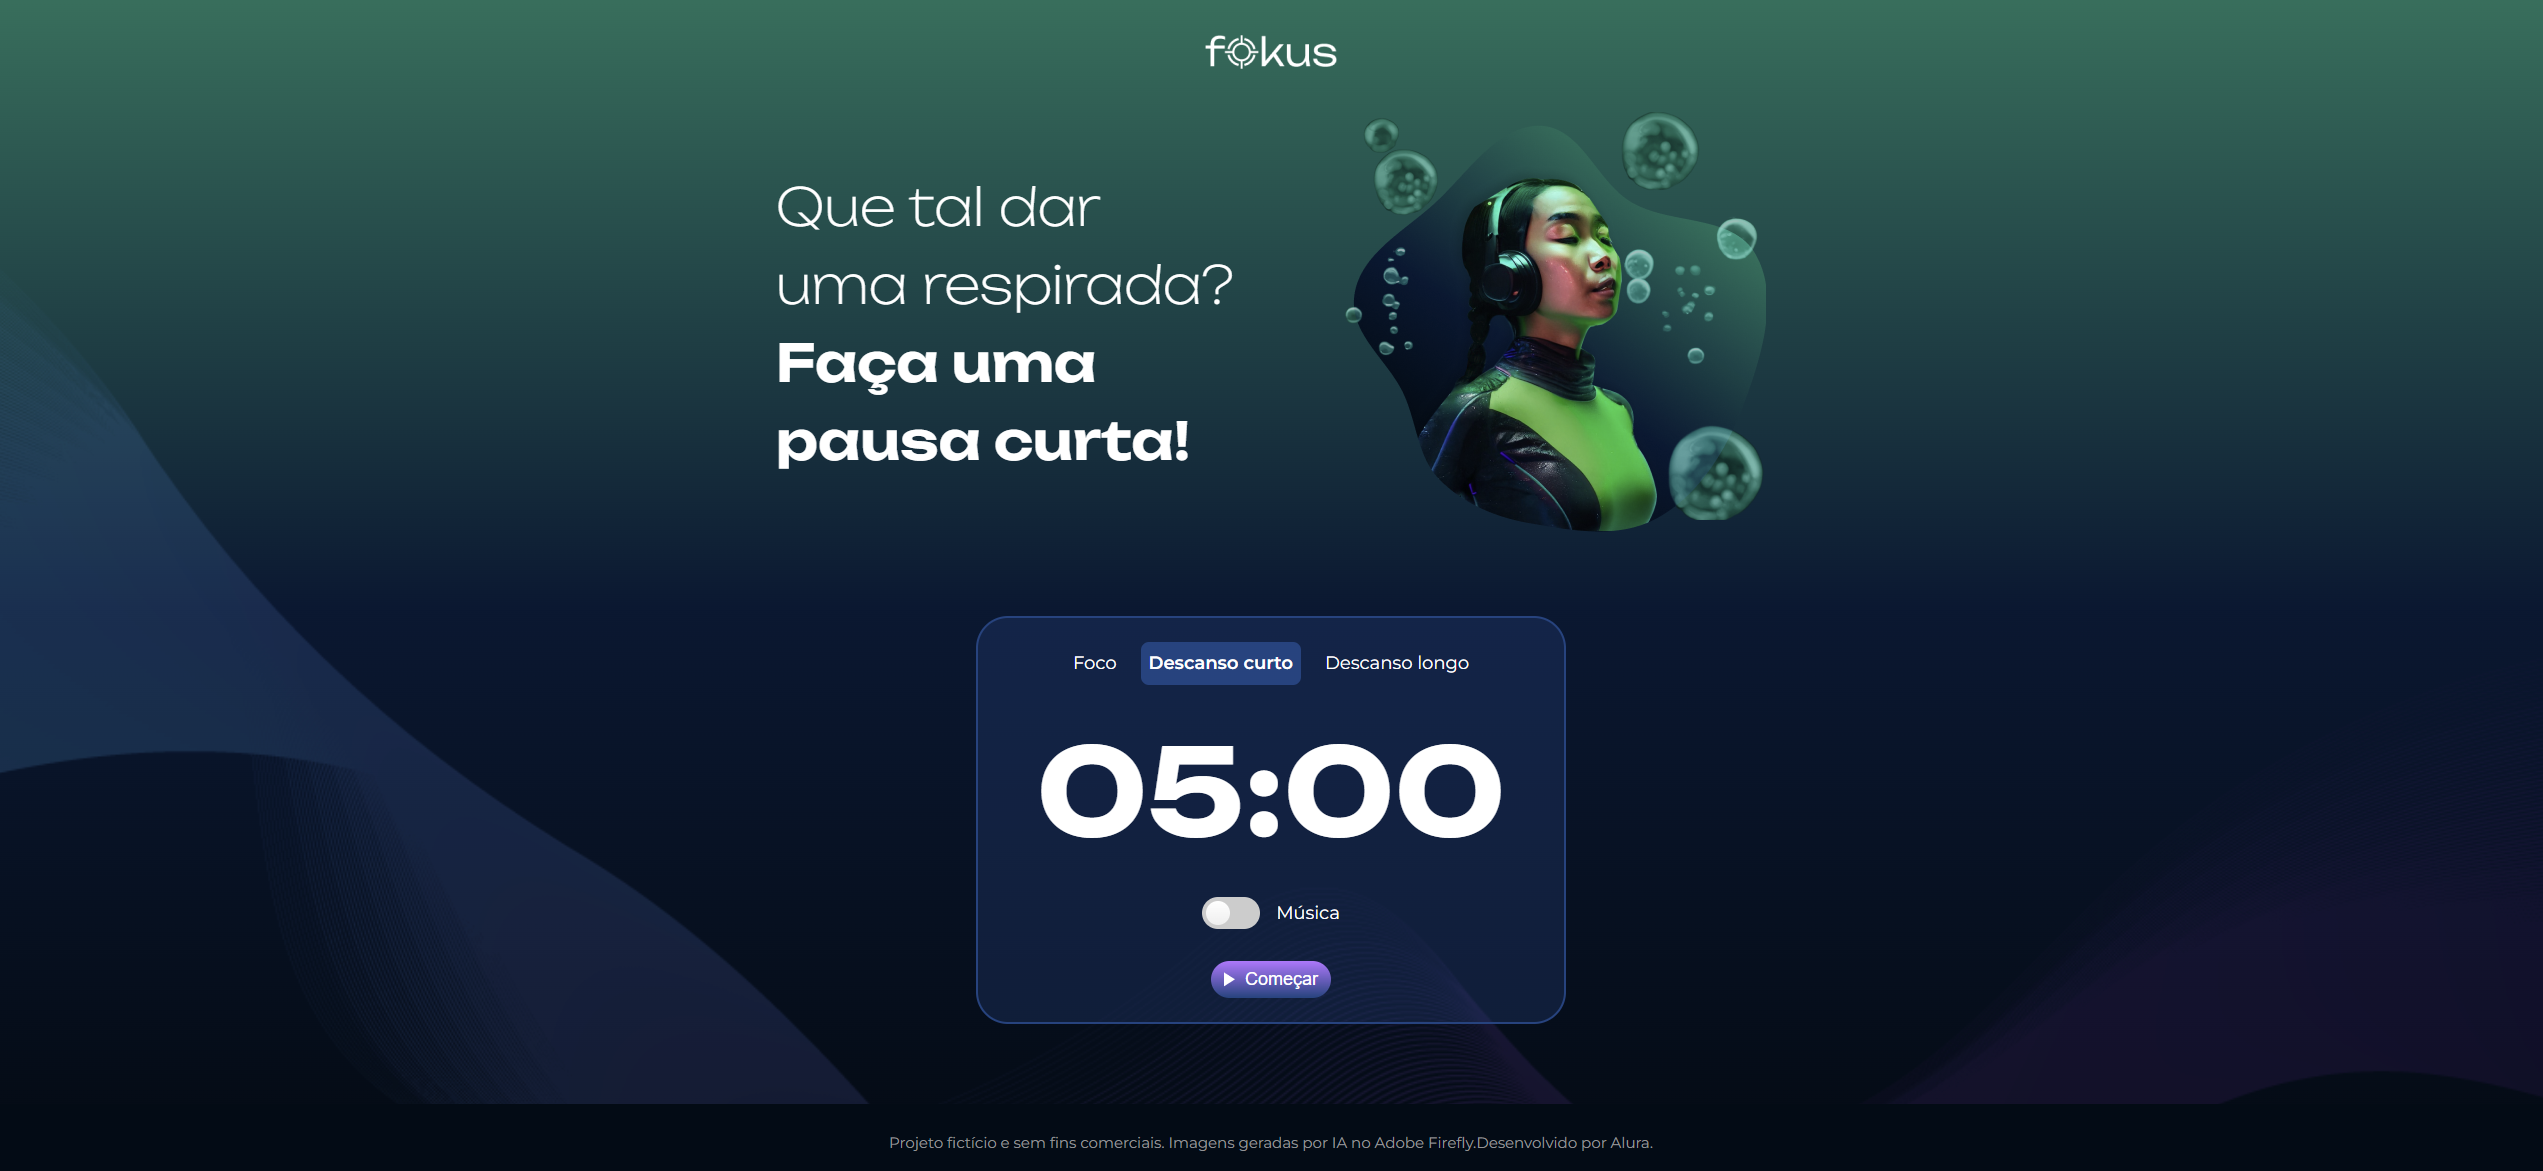 fokus
Que tal dar
uma respirada?
Faça uma
pausa curta!
Foco Descanso curto Descanso longo
05:00
Música
Começar
Projeto fictício e sem fins comerciais. Imagens geradas por IA no Adobe Firefly.Desenvolvido por Alura.